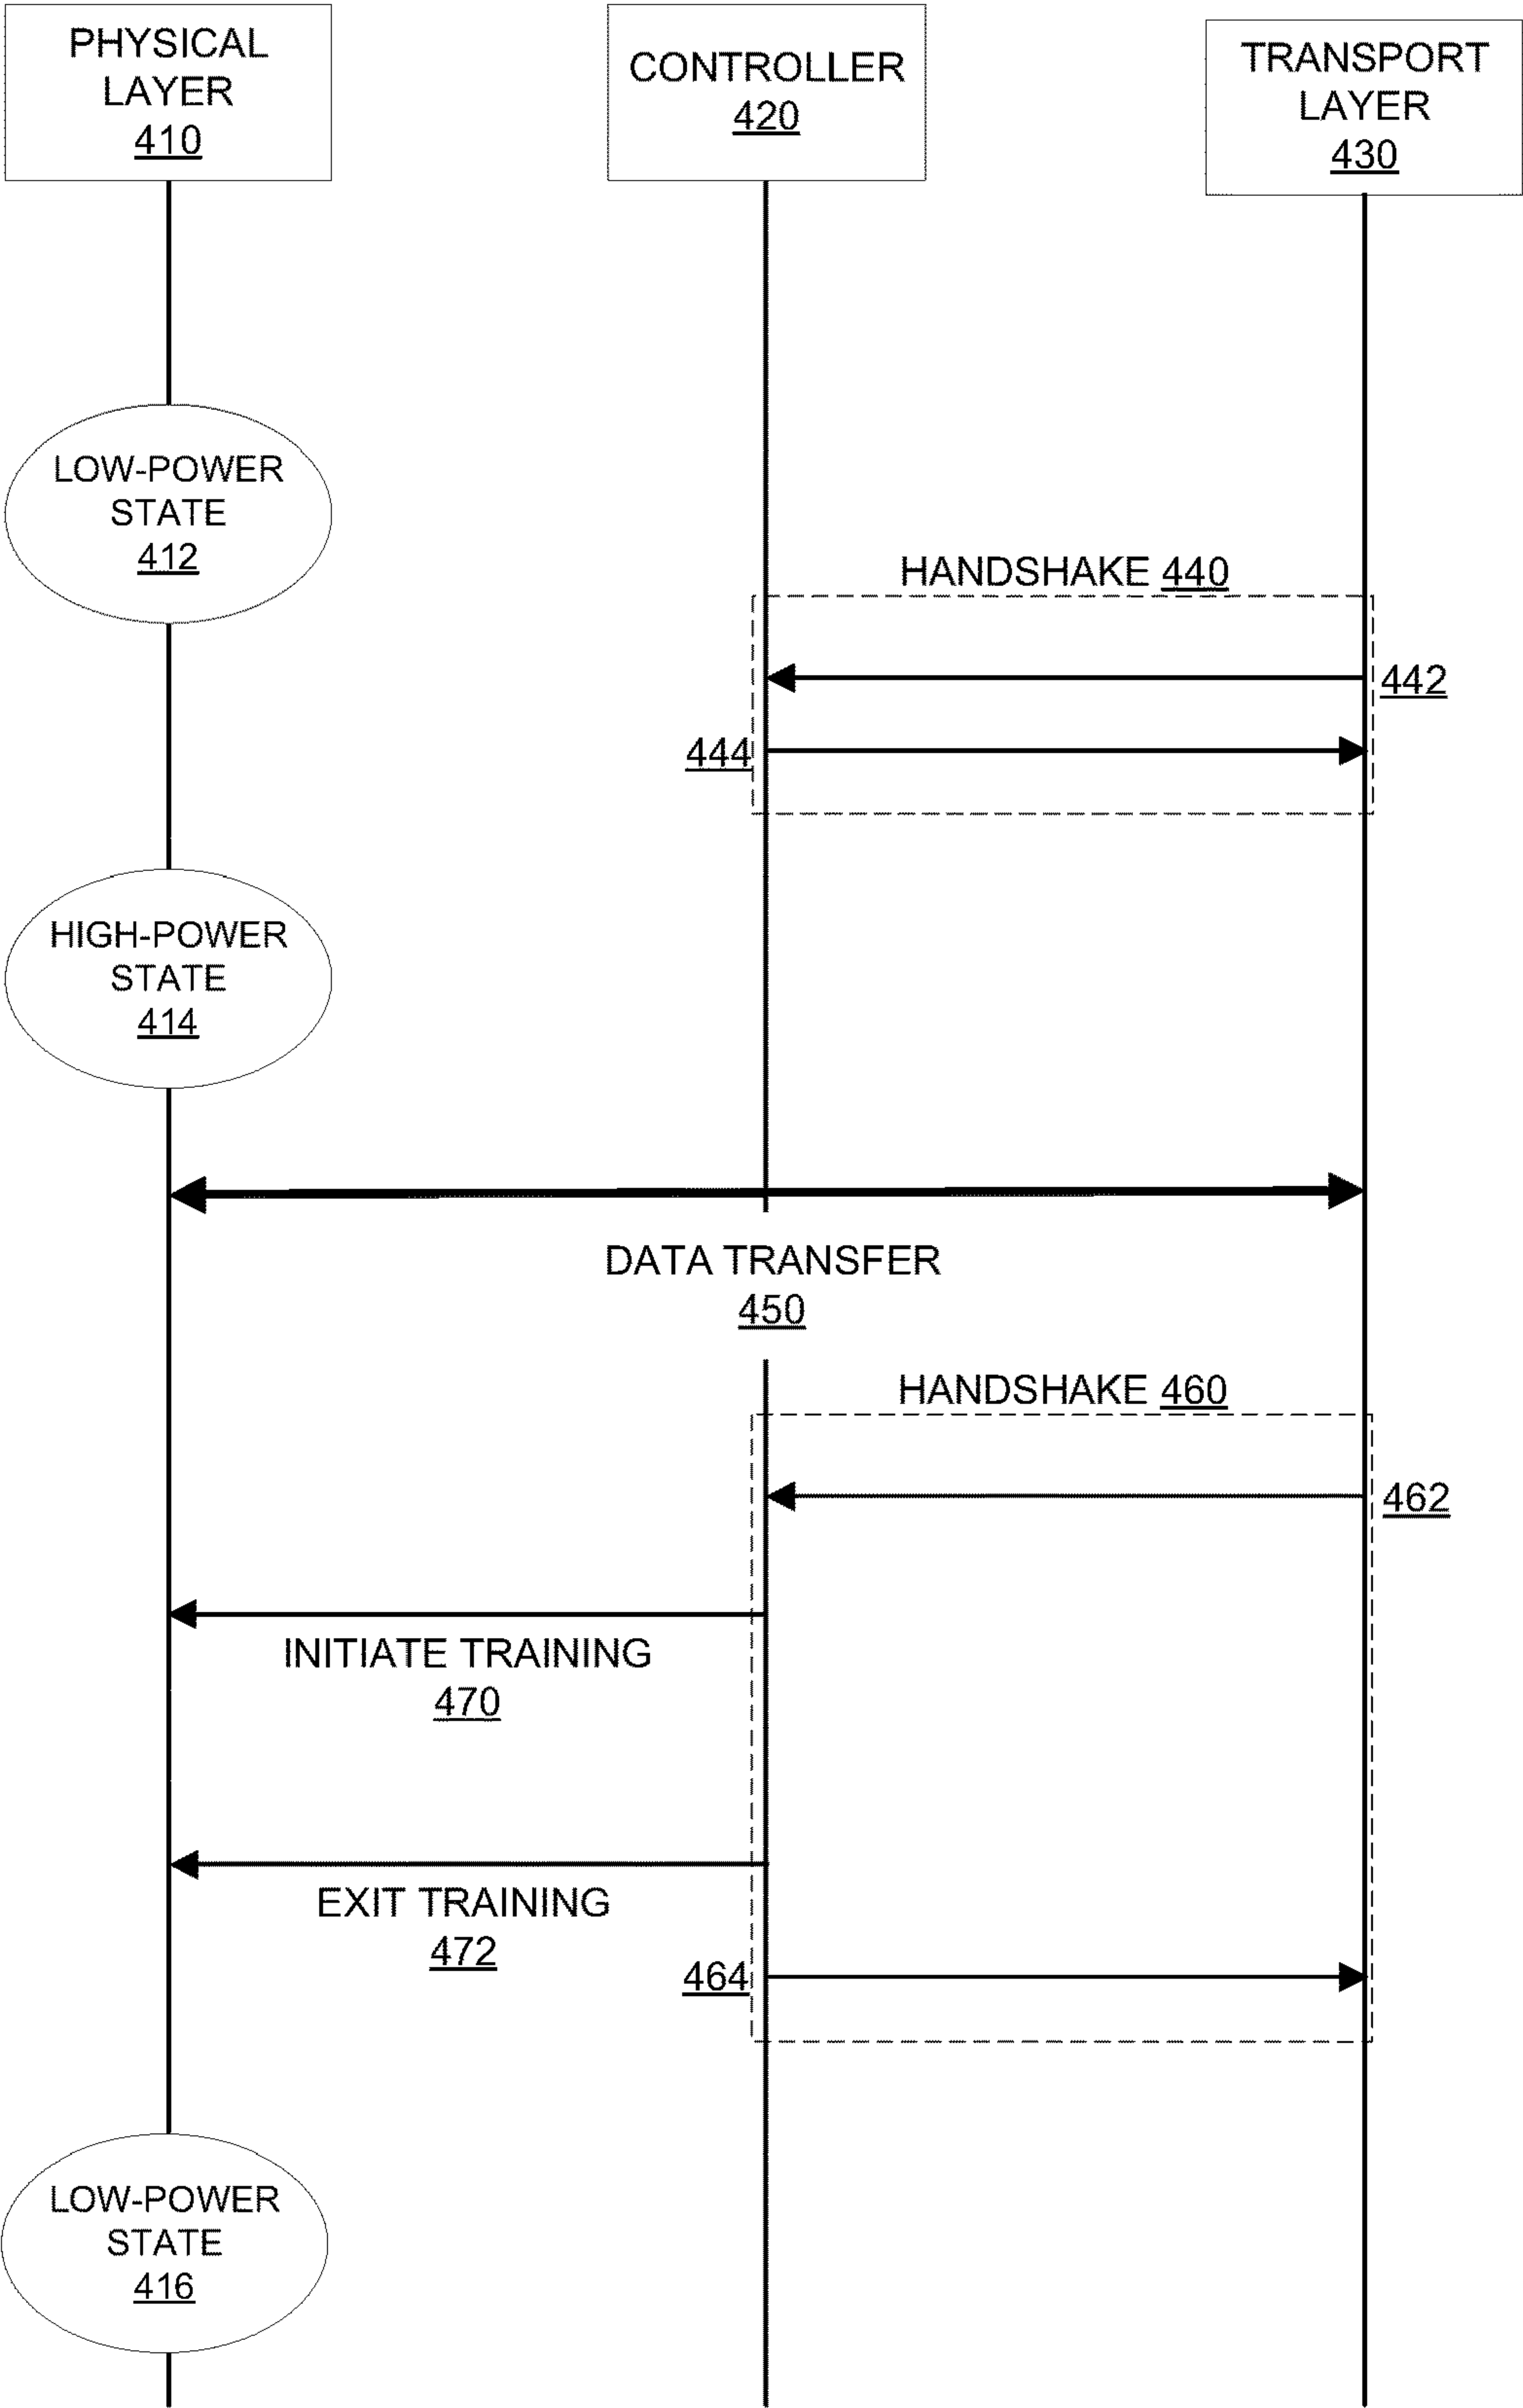 PHYSICAL
LAYER
410
CONTROLLER
420
TRANSPORT
LAYER
430
LOW-POWER
STATE
412
HANDSHAKE 440
442
444
HIGH-POWER
STATE
414
DATA TRANSFER
450
HANDSHAKE 460
462
INITIATE TRAINING
470
EXIT TRAINING
472
464
LOW-POWER
STATE
416